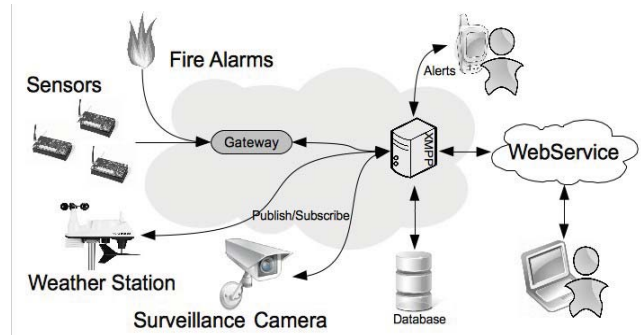 Fire Alarms
Alerts
Sensors
Gateway
XMPP
WebService
Publish/Subscribe
Weather Station
Surveillance Camera
Database